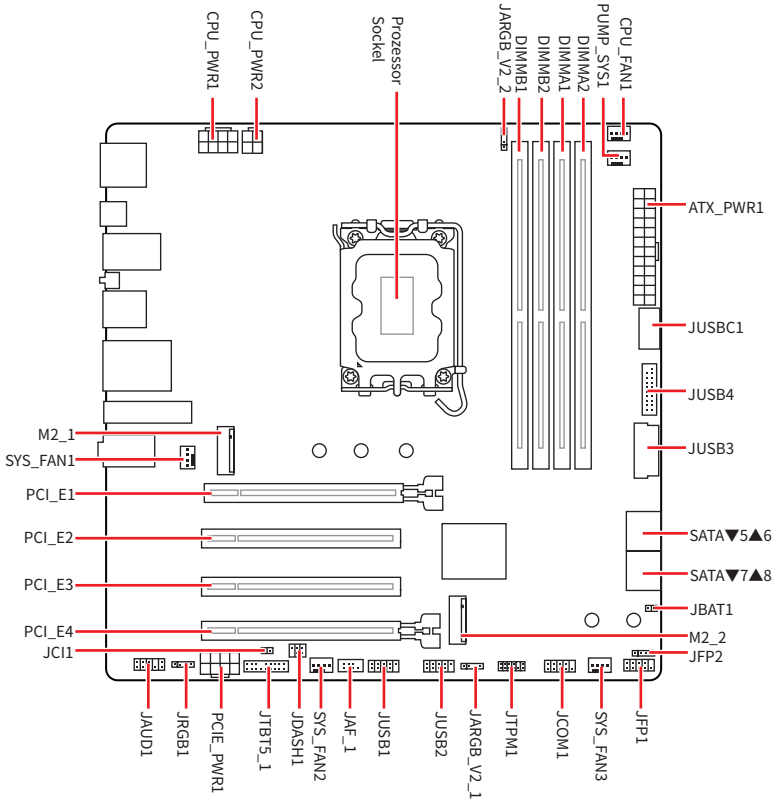 CPU_PWR1
CPU_PWR2
Prozessor
Sockel
JARGB_V2_2
DIMMB1
DIMMB2
DIMMA1
DIMMA2
PUMP_SYS1
CPU_FAN1
ATX_PWR1
JUSBC1
JUSB4
JUSB3
SATA▼5▲6
SATA▼7▲8
JBAT1
M2_2
JFP2
M2_1
SYS_FAN1
PCI_E1
PCI_E2
PCI_E3
PCI_E4
JCI1
JAUD1
JRGB1
PCIE_PWR1
JTBT5_1
JDASH1
SYS_FAN2
JAF_1
JUSB1
JUSB2
JARGB_V2_1
JTPM1
JCOM1
SYS_FAN3
JFP1